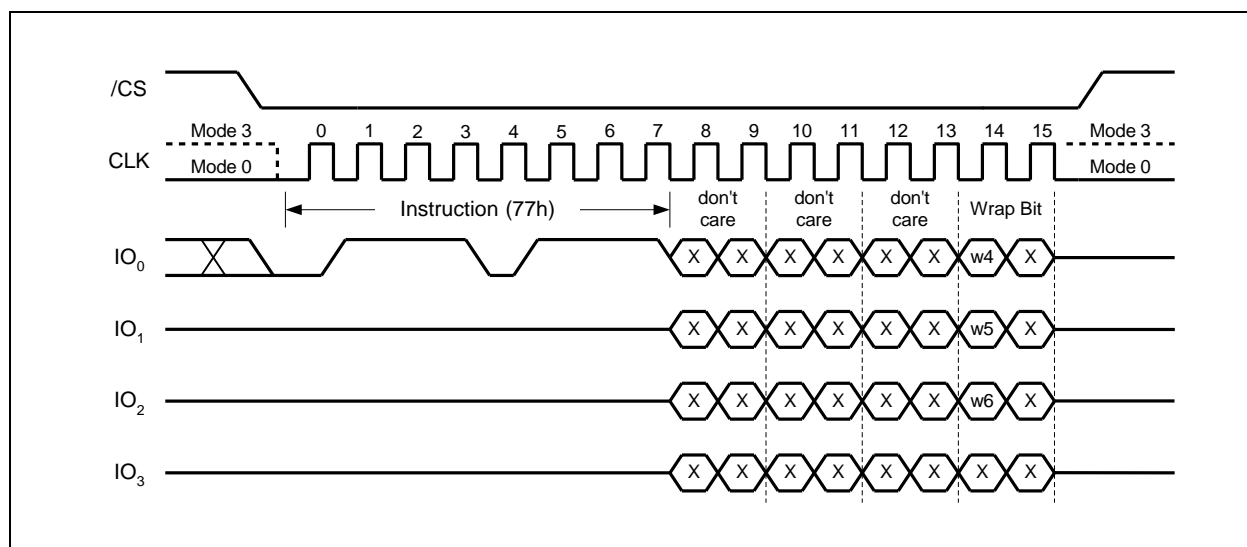 /CS
Mode 3 0 1 2 3 4 5 6 7 8 9 10 11 12 13 14 15 Mode 3
CLK
Mode 0 Mode 0
Instruction (77h) don't care don't care don't care Wrap Bit
IO0 X X X X X X w4 X
IO1 X X X X X X w5 X
IO2 X X X X X X w6 X
IO3 X X X X X X X X